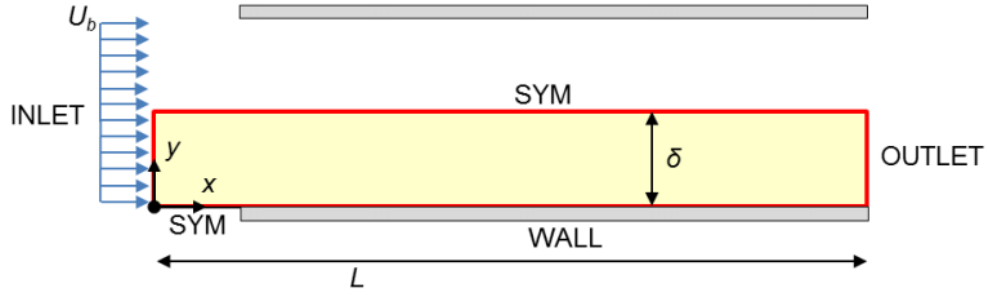 U_b
INLET
SYM
δ
y
OUTLET
x
SYM
WALL
L